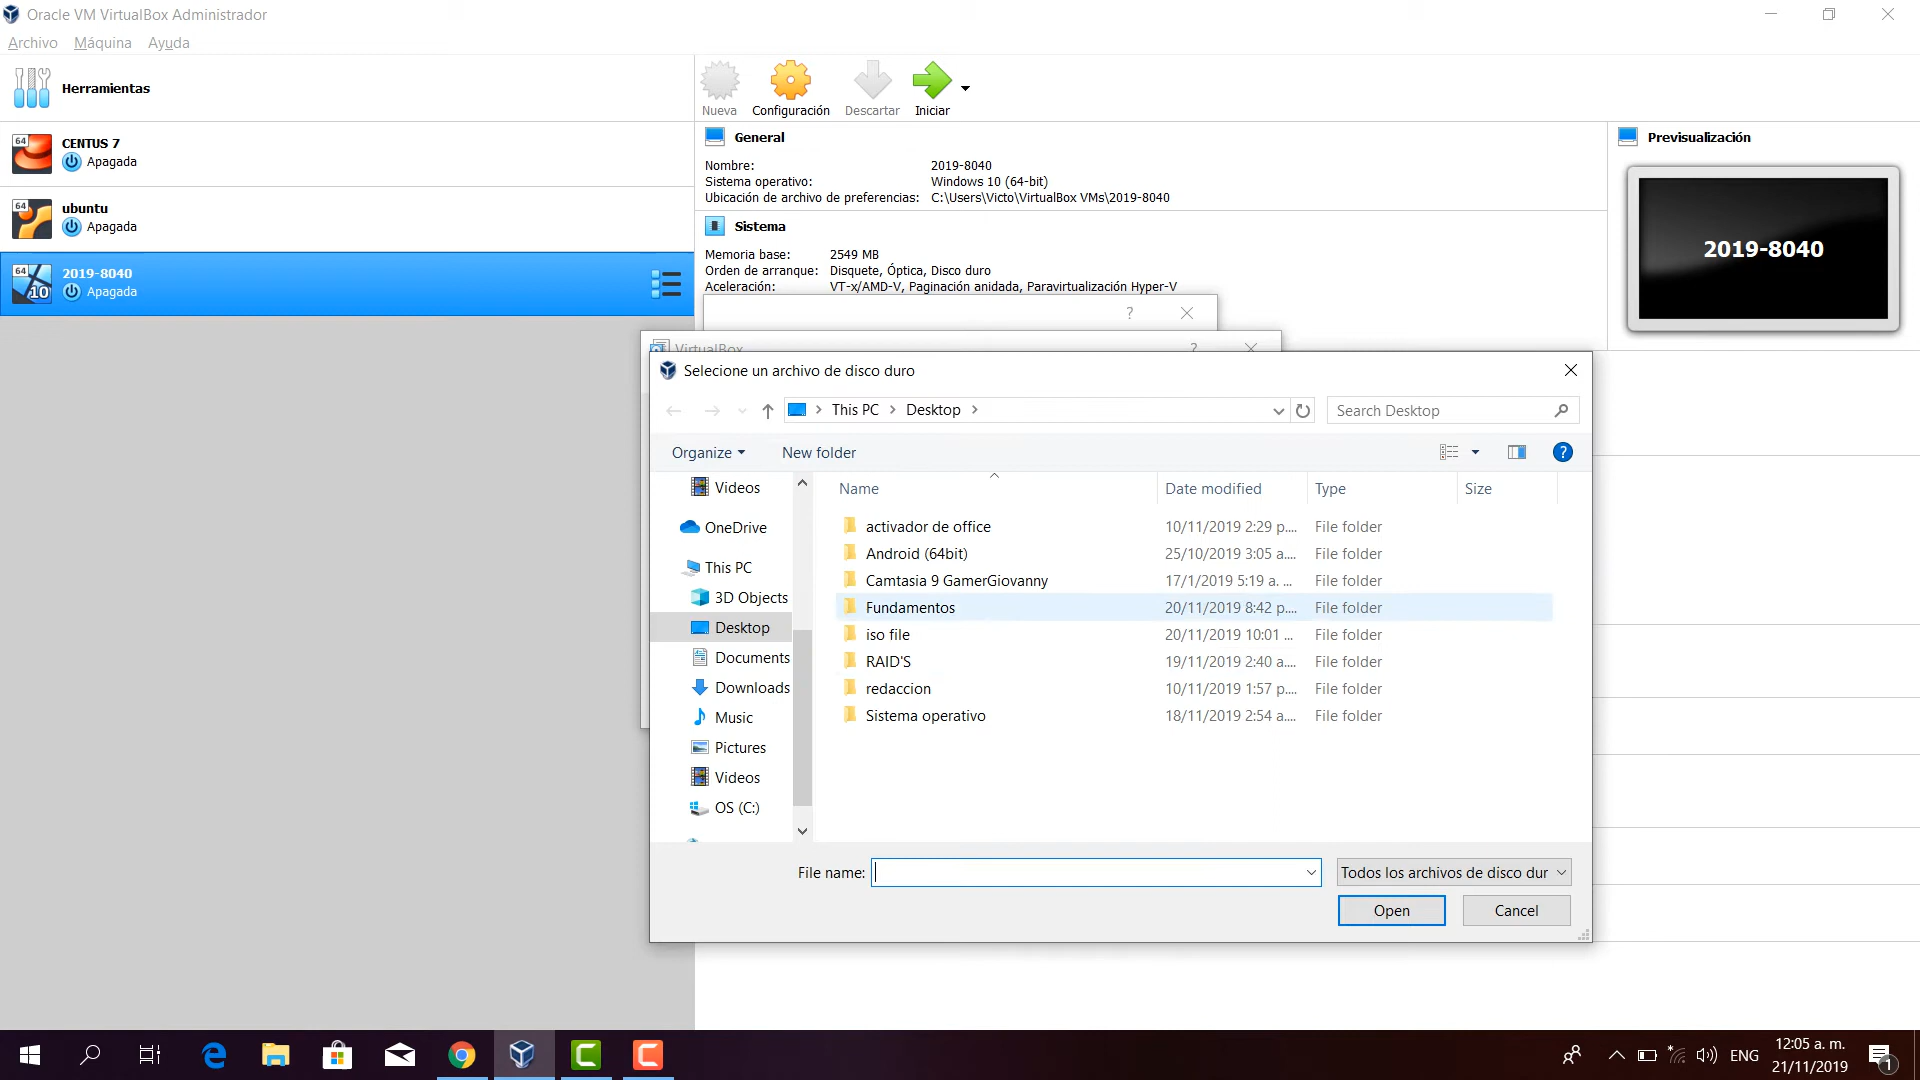 Oracle VM VirtualBox Administrador
Archivo Máquina Ayuda
Herramientas
Nueva Configuración Descartar Iniciar
64 CENTUS 7
Apagada
64 ubuntu
Apagada
64 10 2019-8040
Apagada
General
Nombre: 2019-8040
Sistema operativo: Windows 10 (64-bit)
Ubicación de archivo de preferencias: C:\Users\Victo\VirtualBox VMs\2019-8040
Sistema
Memoria base: 2549 MB
Orden de arranque: Disquete, Óptica, Disco duro
Aceleración: VT-x/AMD-V, Paginación anidada, Paravirtualización Hyper-V
Previsualización
2019-8040
?
VirtualBox ?
Selecione un archivo de disco duro
This PC Desktop
Search Desktop
Organize New folder ?
Name Date modified Type Size
Videos
OneDrive
This PC
3D Objects
Desktop
Documents
Downloads
Music
Pictures
Videos
OS (C:)
activador de office 10/11/2019 2:29 p.... File folder
Android (64bit) 25/10/2019 3:05 a.... File folder
Camtasia 9 GamerGiovanny 17/1/2019 5:19 a. ... File folder
Fundamentos 20/11/2019 8:42 p.... File folder
iso file 20/11/2019 10:01 ... File folder
RAID'S 19/11/2019 2:40 a.... File folder
redaccion 10/11/2019 1:57 p.... File folder
Sistema operativo 18/11/2019 2:54 a.... File folder
File name: Todos los archivos de disco dur
Open Cancel
ENG
12:05 a. m.
21/11/2019
1